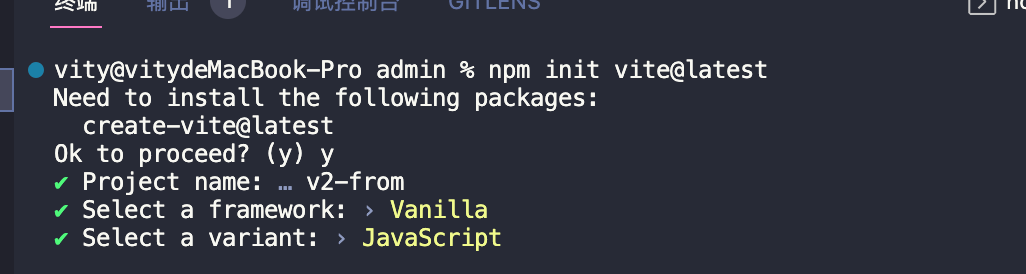 终端 输出 1 调试控制台 GITLENS
vity@vitydeMacBook-Pro admin % npm init vite@latest
Need to install the following packages:
create-vite@latest
Ok to proceed? (y) y
✔ Project name: … v2-from
✔ Select a framework: › Vanilla
✔ Select a variant: › JavaScript